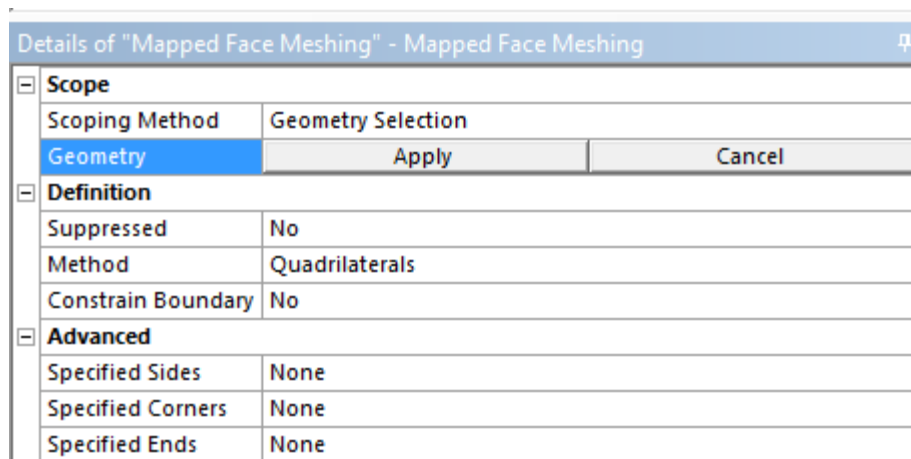 Details of "Mapped Face Meshing" - Mapped Face Meshing
Scope
Scoping Method Geometry Selection
Geometry Apply Cancel
Definition
Suppressed No
Method Quadrilaterals
Constrain Boundary No
Advanced
Specified Sides None
Specified Corners None
Specified Ends None